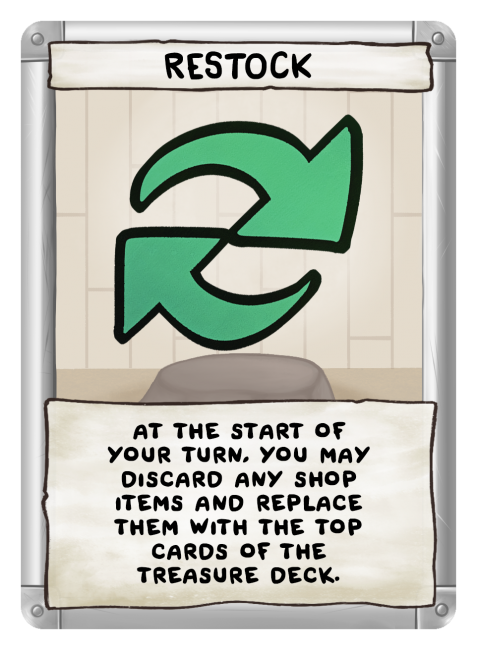 RESTOCK
AT THE START OF
YOUR TURN, YOU MAY
DISCARD ANY SHOP
ITEMS AND REPLACE
THEM WITH THE TOP
CARDS OF THE
TREASURE DECK.